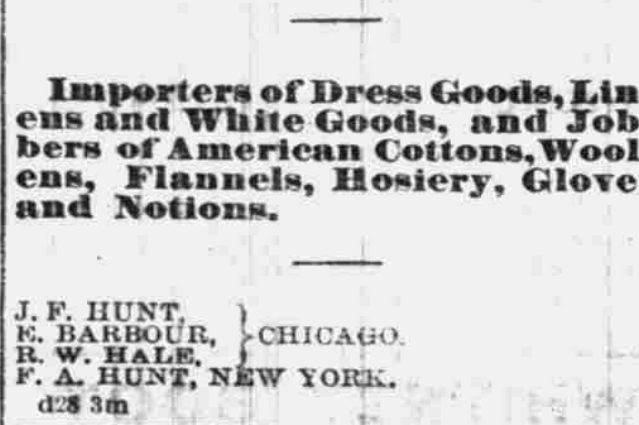 Importers of Dress Goods, Lin
ens and White Goods, and Job
bers of American Cottons, Wool
ens, Flannels, Hosiery, Glove
and Notions.
J. F. HUNT,
E. BARBOUR, } CHICAGO.
R. W. HALE,
F. A. HUNT, NEW YORK.
d28 3m